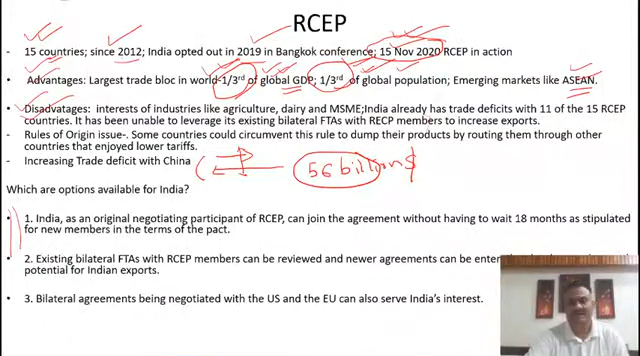 RCEP
- 15 countries; since 2012; India opted out in 2019 in Bangkok conference; 15 Nov 2020 RCEP in action
• Advantages: Largest trade bloc in world-1/3rd of global GDP; 1/3rd of global population; Emerging markets like ASEAN.
• Disadvatages: interests of industries like agriculture, dairy and MSME;India already has trade deficits with 11 of the 15 RCEP
countries. It has been unable to leverage its existing bilateral FTAs with RECP members to increase exports.
- Rules of Origin issue-. Some countries could circumvent this rule to dump their products by routing them through other
countries that enjoyed lower tariffs.
- Increasing Trade deficit with China
56 billion $
Which are options available for India?
• 1. India, as an original negotiating participant of RCEP, can join the agreement without having to wait 18 months as stipulated
for new members in the terms of the pact.
• 2. Existing bilateral FTAs with RCEP members can be reviewed and newer agreements can be
potential for Indian exports.
• 3. Bilateral agreements being negotiated with the US and the EU can also serve India's interest.